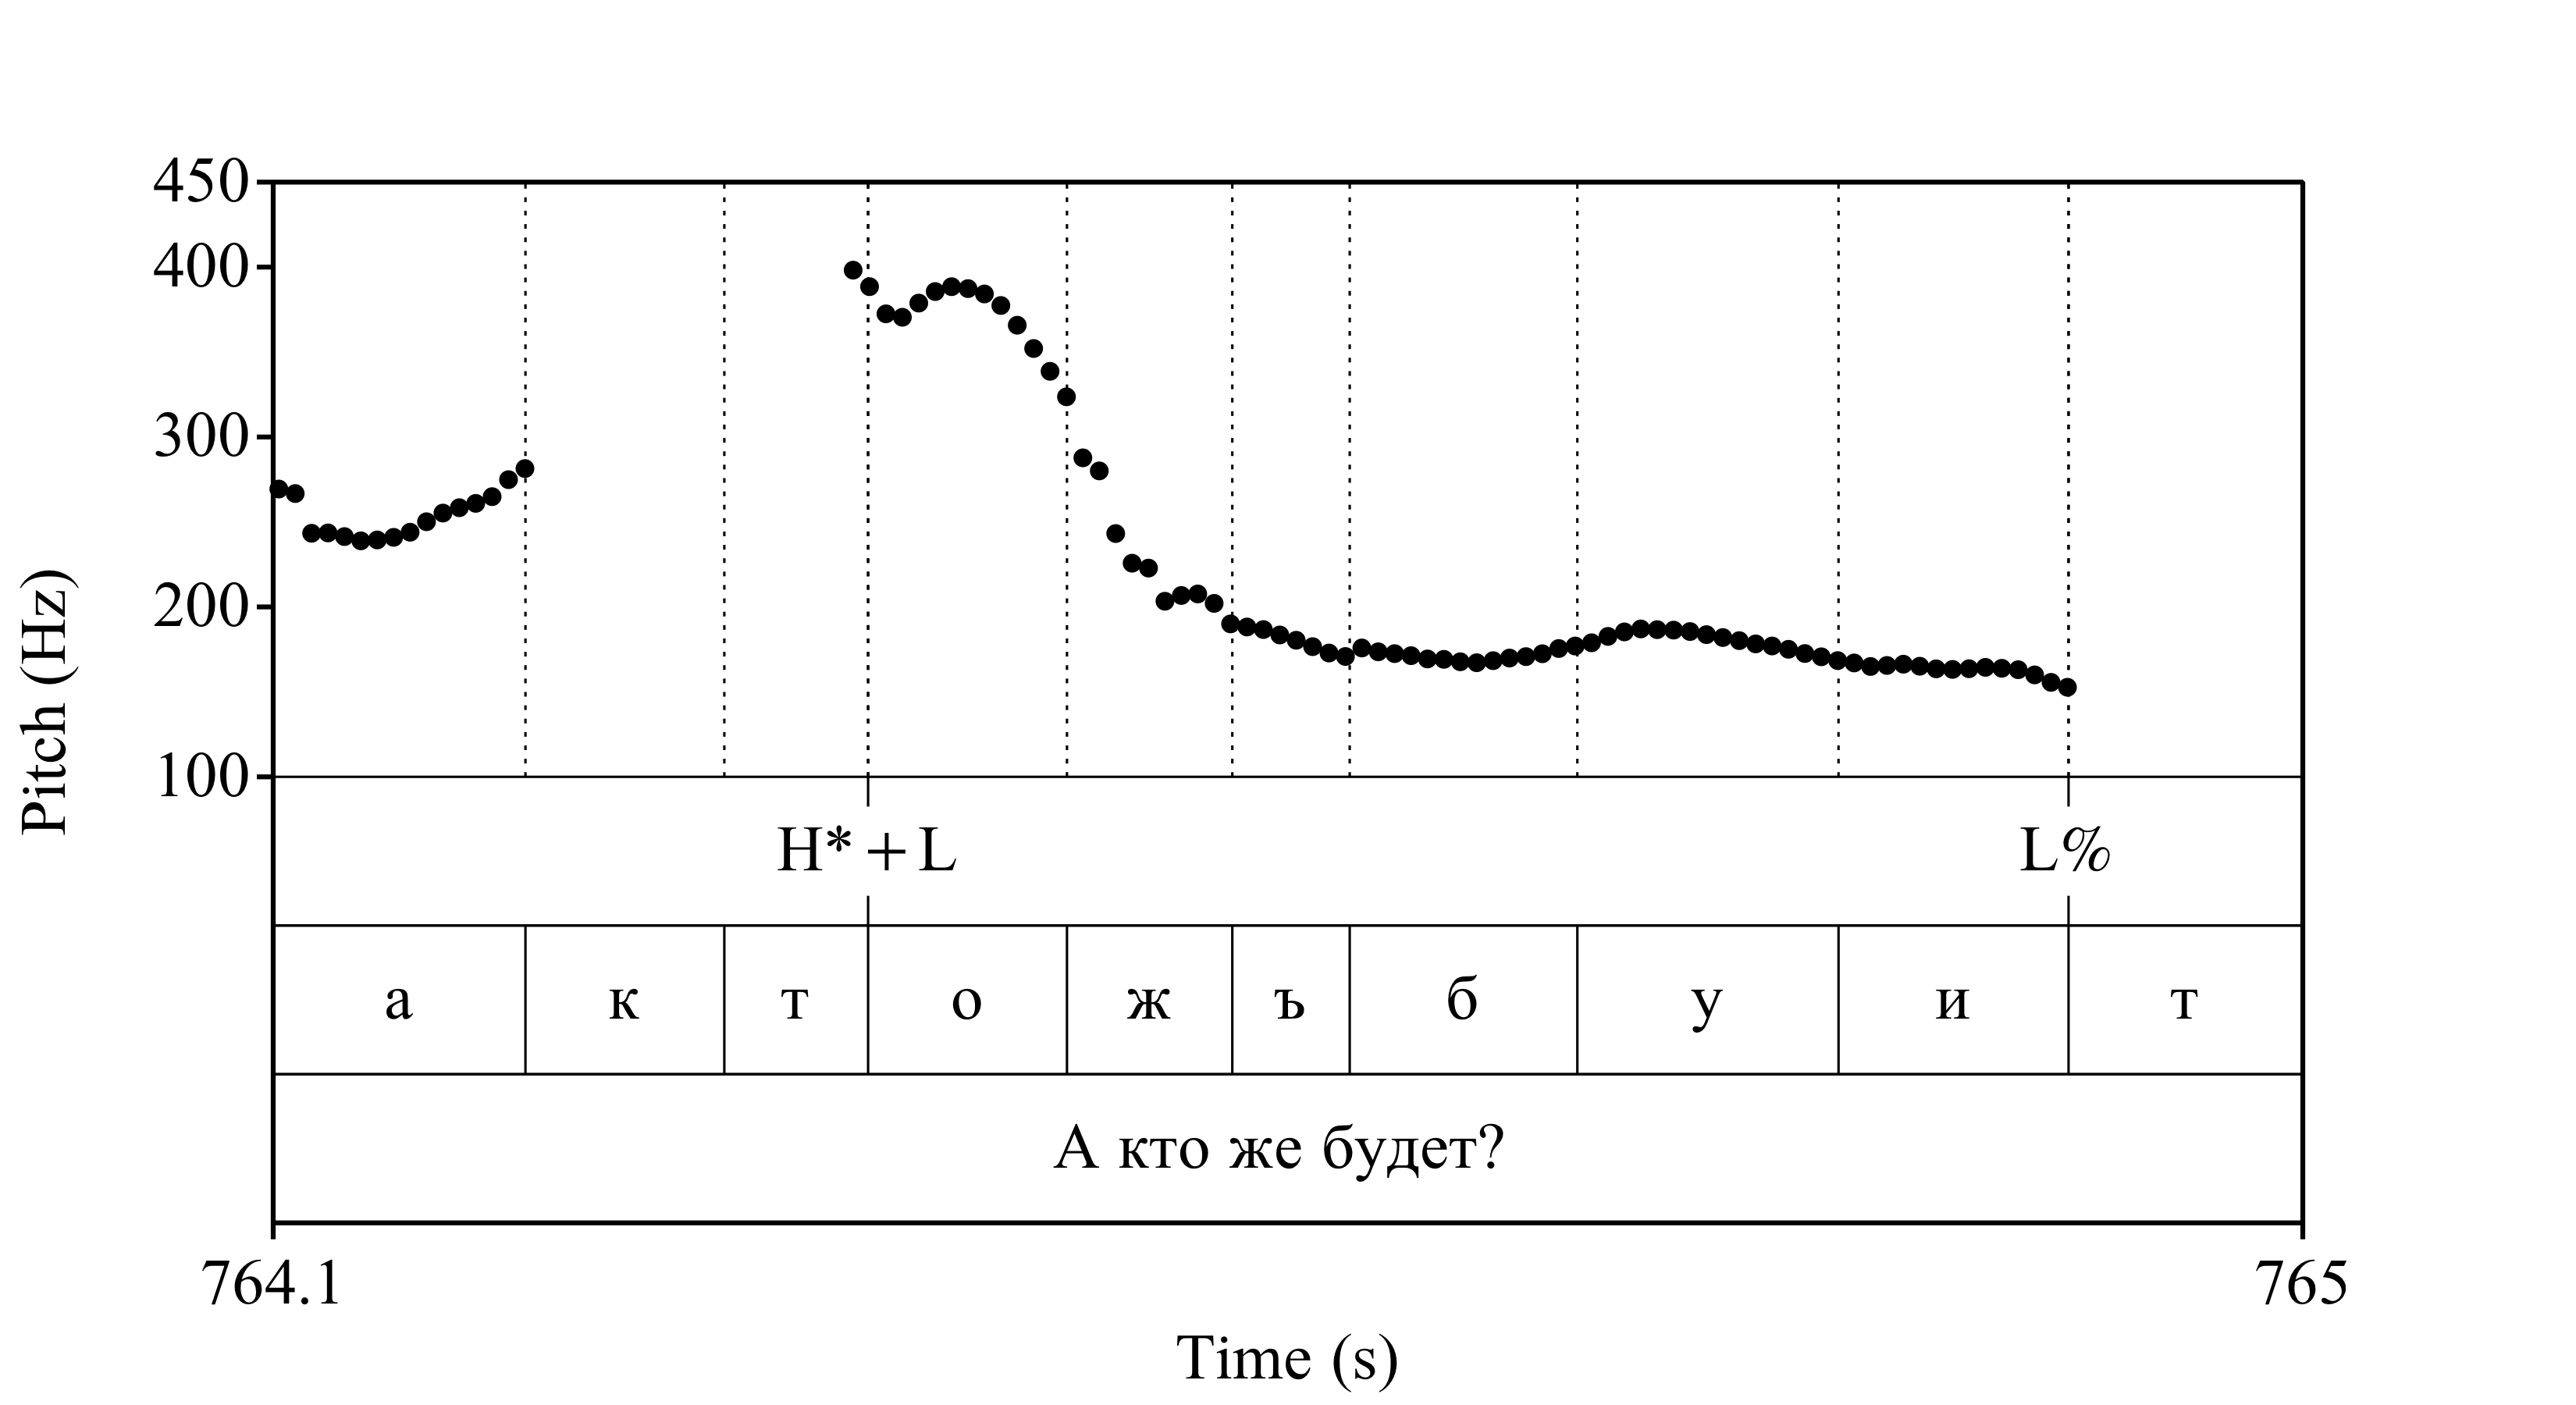 450
400
300
200
100
Pitch (Hz)
H* + L L%
а к т о ж ъ б у и т
А кто же будет?
764.1 765
Time (s)